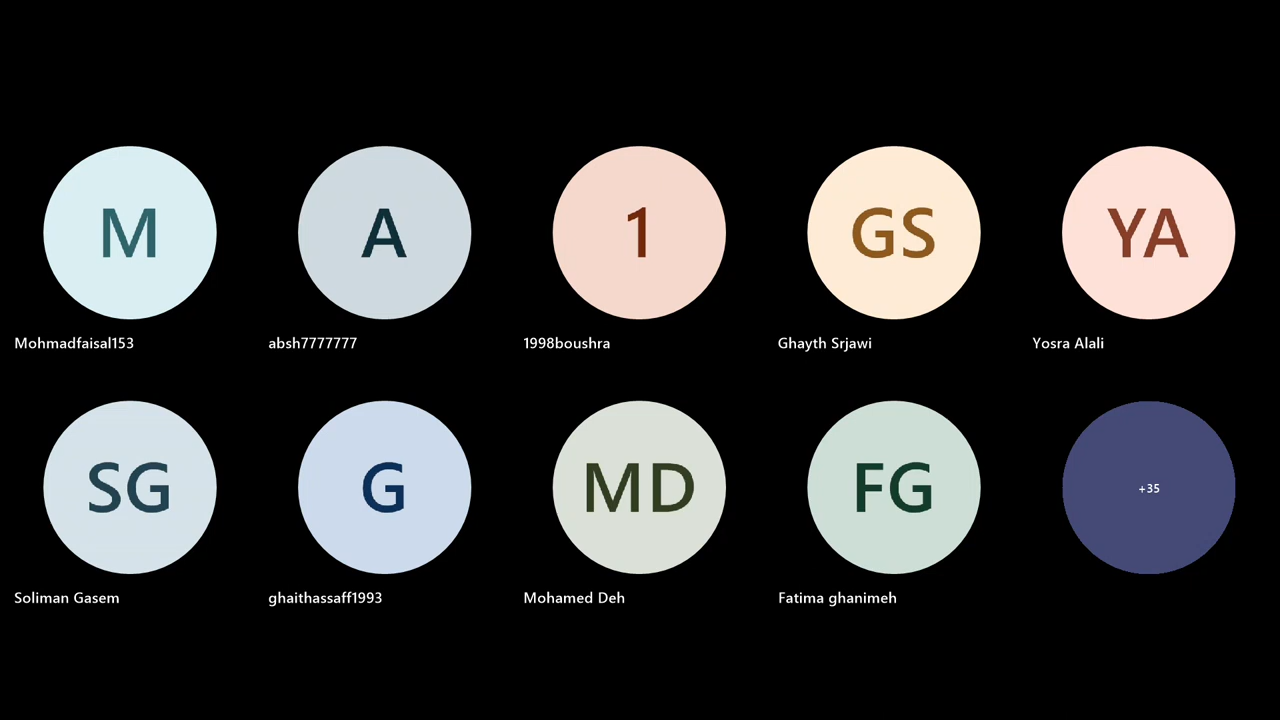 M
A
1
GS
YA
Mohmadfaisal153
absh7777777
1998boushra
Ghayth Srjawi
Yosra Alali
SG
G
MD
FG
+35
Soliman Gasem
ghaithassaff1993
Mohamed Deh
Fatima ghanimeh